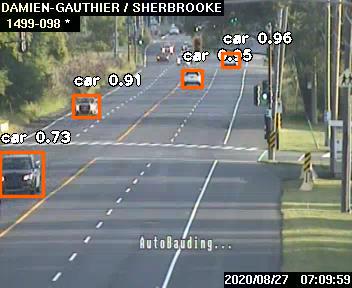 DAMIEN-GAUTHIER / SHERBROOKE
1499-098 *
car 0.96
car
car 0.91
car 0.73
AutoBauding...
2020/08/27 07:09:59